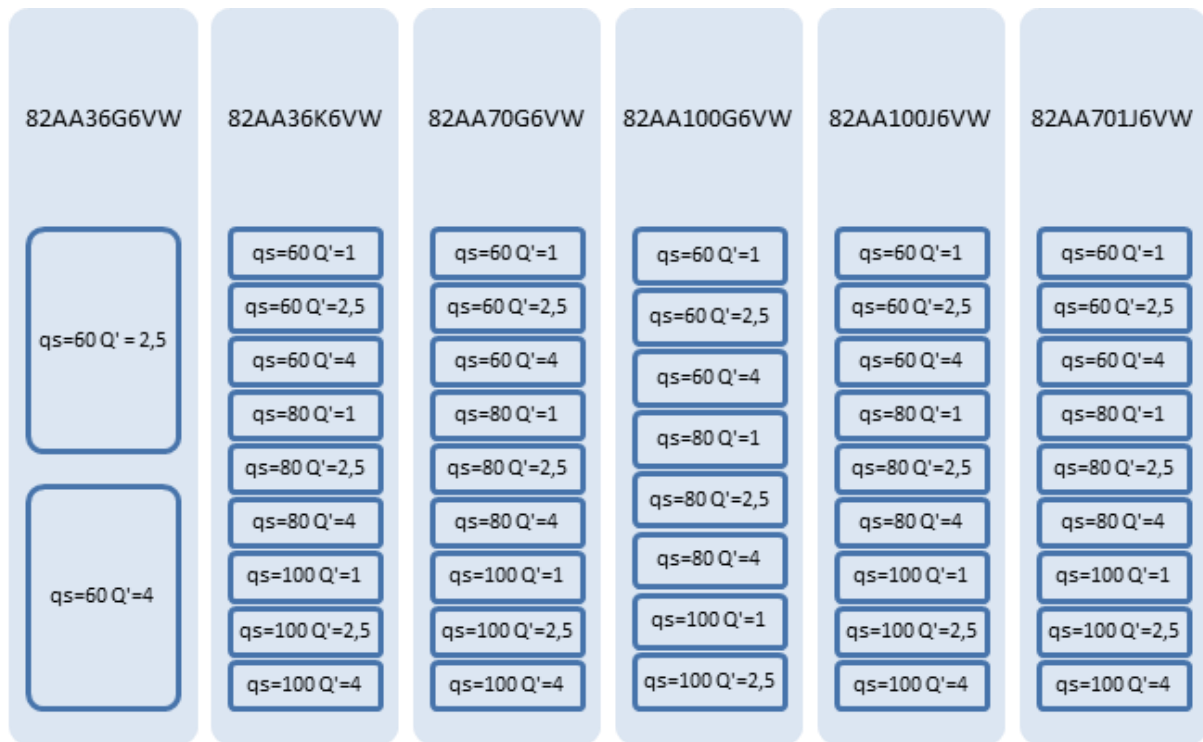 82AA36G6VW
qs=60 Q' = 2,5
qs=60 Q'=4
82AA36K6VW
qs=60 Q'=1
qs=60 Q'=2,5
qs=60 Q'=4
qs=80 Q'=1
qs=80 Q'=2,5
qs=80 Q'=4
qs=100 Q'=1
qs=100 Q'=2,5
qs=100 Q'=4
82AA70G6VW
qs=60 Q'=1
qs=60 Q'=2,5
qs=60 Q'=4
qs=80 Q'=1
qs=80 Q'=2,5
qs=80 Q'=4
qs=100 Q'=1
qs=100 Q'=2,5
qs=100 Q'=4
82AA100G6VW
qs=60 Q'=1
qs=60 Q'=2,5
qs=60 Q'=4
qs=80 Q'=1
qs=80 Q'=2,5
qs=80 Q'=4
qs=100 Q'=1
qs=100 Q'=2,5
82AA100J6VW
qs=60 Q'=1
qs=60 Q'=2,5
qs=60 Q'=4
qs=80 Q'=1
qs=80 Q'=2,5
qs=80 Q'=4
qs=100 Q'=1
qs=100 Q'=2,5
qs=100 Q'=4
82AA701J6VW
qs=60 Q'=1
qs=60 Q'=2,5
qs=60 Q'=4
qs=80 Q'=1
qs=80 Q'=2,5
qs=80 Q'=4
qs=100 Q'=1
qs=100 Q'=2,5
qs=100 Q'=4